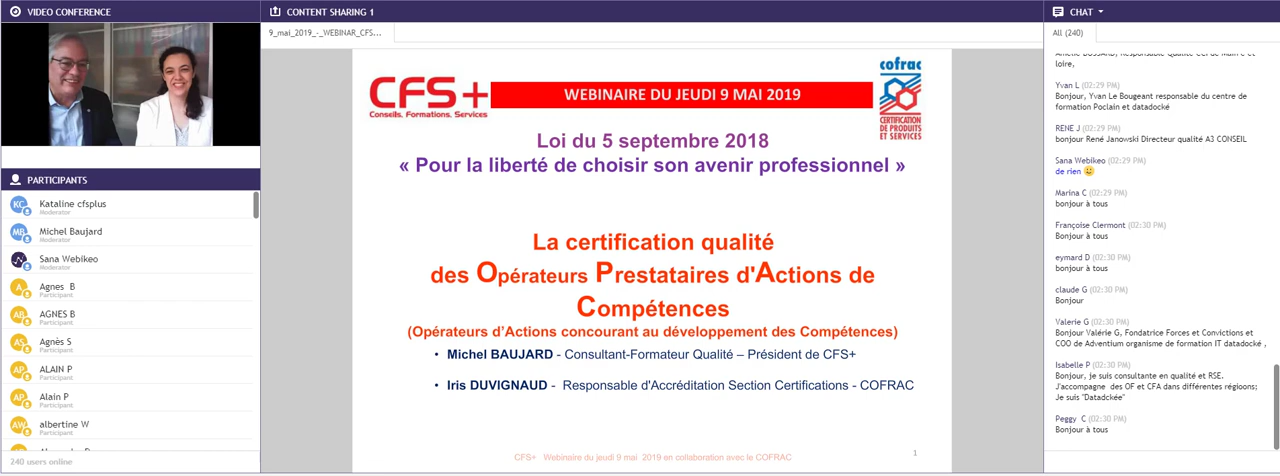 VIDEO CONFERENCE
PARTICIPANTS
KC
Kataline cfsplus
Moderator
MB
Michel Baujard
Moderator
Sana Webikeo
Moderator
A
Agnes B
Participant
AB
AGNES B
Participant
AS
Agnès S
Participant
AP
ALAIN P
Participant
AP
Alain P
Participant
AW
albertine W
Participant
240 users online
CONTENT SHARING 1
9_mai_2019_-_WEBINAR_CFS...
CFS+
Conseils, Formations, Services
WEBINAIRE DU JEUDI 9 MAI 2019
cofrac
CERTIFICATION
DE PRODUITS
ET SERVICES
Loi du 5 septembre 2018
« Pour la liberté de choisir son avenir professionnel »
La certification qualité
des Opérateurs Prestataires d'Actions de
Compétences
(Opérateurs d'Actions concourant au développement des Compétences)
• Michel BAUJARD - Consultant-Formateur Qualité – Président de CFS+
• Iris DUVIGNAUD - Responsable d'Accréditation Section Certifications - COFRAC
CFS+ Webinaire du jeudi 9 mai 2019 en collaboration avec le COFRAC
1
CHAT
All (240)
loire,
Yvan L (02:29 PM)
Bonjour, Yvan Le Bougeant responsable du centre de
formation Poclain et datadocké
RENE J (02:29 PM)
bonjour René Janowski Directeur qualité A3 CONSEIL
Sana Webikeo (02:29 PM)
de rien
Marina C (02:29 PM)
bonjour à tous
Françoise Clermont (02:30 PM)
Bonjour à tous
eymard D (02:30 PM)
bonjour à tous
claude G (02:30 PM)
Bonjour
Valerie G (02:30 PM)
Bonjour Valérie G, Fondatrice Forces et Convictions et
COO de Adventium organisme de formation IT datadocké ,
Isabelle P (02:30 PM)
Bonjour, je suis consultante en qualité et RSE.
J'accompagne des OF et CFA dans différentes régioons;
Je suis "Datadckée"
Peggy C (02:30 PM)
Bonjour à tous